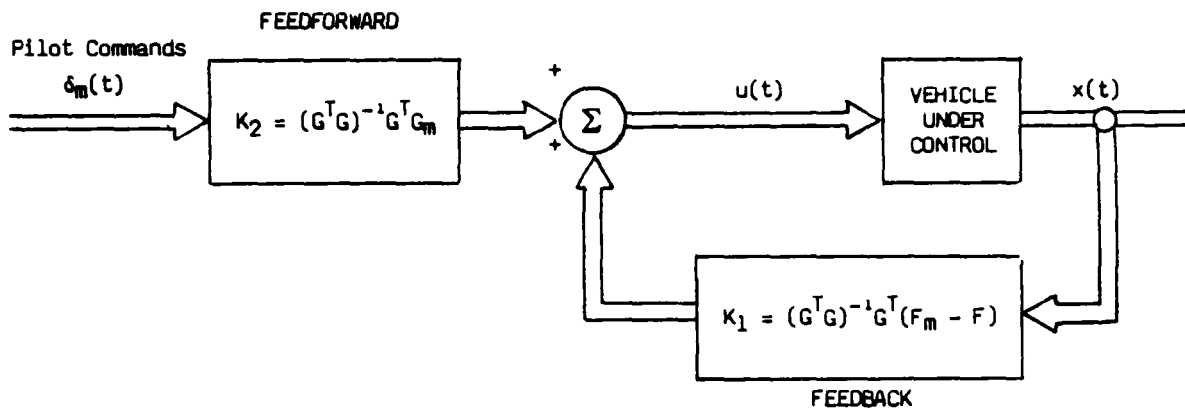 FEEDFORWARD
Pilot Commands
δₘ(t)
K₂ = (GᵀG)⁻¹GᵀGₘ
+
+
Σ
u(t)
VEHICLE
UNDER
CONTROL
x(t)
K₁ = (GᵀG)⁻¹Gᵀ(Fₘ - F)
FEEDBACK